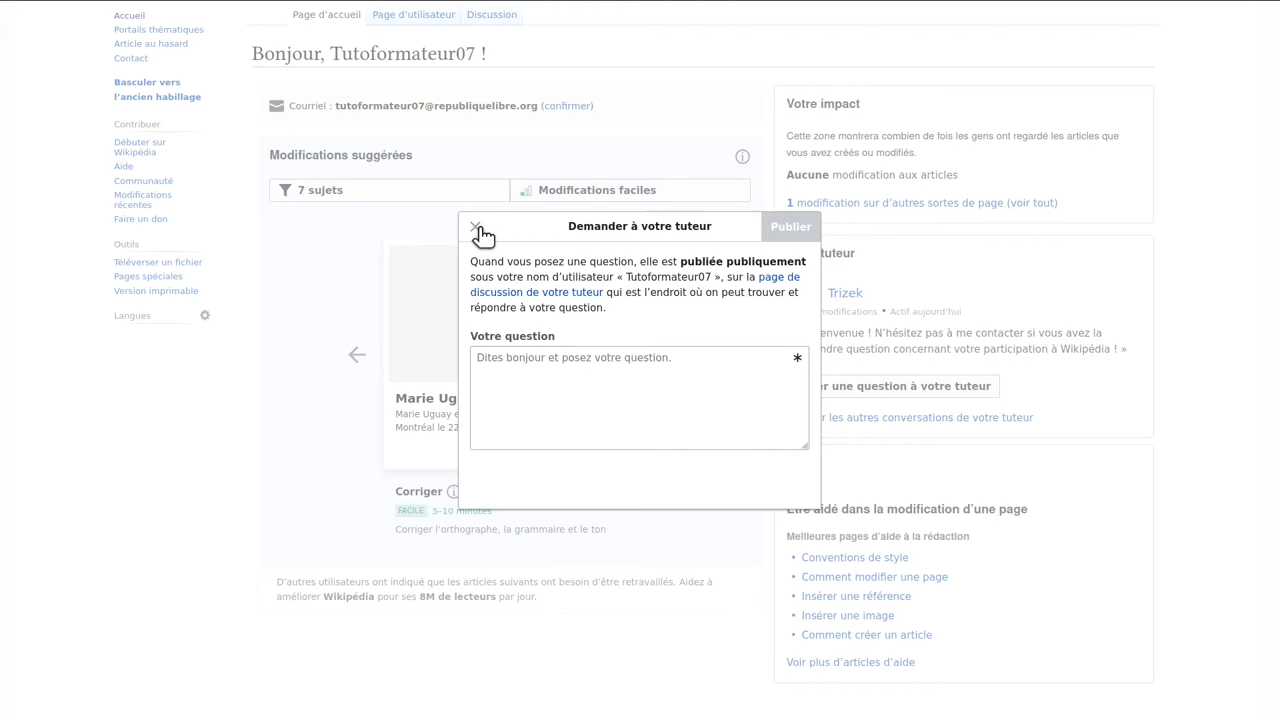 Accueil
Portails thématiques
Article au hasard
Contact
Basculer vers
l'ancien habillage
Contribuer
Débuter sur
Wikipédia
Aide
Communauté
Modifications
récentes
Faire un don
Outils
Téléverser un fichier
Pages spéciales
Version imprimable
Langues
Page d'accueil
Page d'utilisateur
Discussion
Bonjour, Tutoformateur07 !
Courriel : tutoformateur07@republiquelibre.org (confirmer)
Modifications suggérées
7 sujets
Modifications faciles
Marie Ug
Marie Uguay e
Montréal le 22
Corriger
FACILE 5–10 minutes
Corriger l'orthographe, la grammaire et le ton
D'autres utilisateurs ont indiqué que les articles suivants ont besoin d'être retravaillés. Aidez à
améliorer Wikipédia pour ses 8M de lecteurs par jour.
Demander à votre tuteur
Publier
Quand vous posez une question, elle est publiée publiquement
sous votre nom d'utilisateur « Tutoformateur07 », sur la page de
discussion de votre tuteur qui est l'endroit où on peut trouver et
répondre à votre question.
Votre question
Dites bonjour et posez votre question. *
Votre impact
Cette zone montrera combien de fois les gens ont regardé les articles que
vous avez créés ou modifiés.
Aucune modification aux articles
1 modification sur d'autres sortes de page (voir tout)
tuteur
Trizek
modifications • Actif aujourd'hui
envenue ! N'hésitez pas à me contacter si vous avez la
ndre question concernant votre participation à Wikipédia ! »
er une question à votre tuteur
r les autres conversations de votre tuteur
Être aidé dans la modification d'une page
Meilleures pages d'aide à la rédaction
• Conventions de style
• Comment modifier une page
• Insérer une référence
• Insérer une image
• Comment créer un article
Voir plus d'articles d'aide